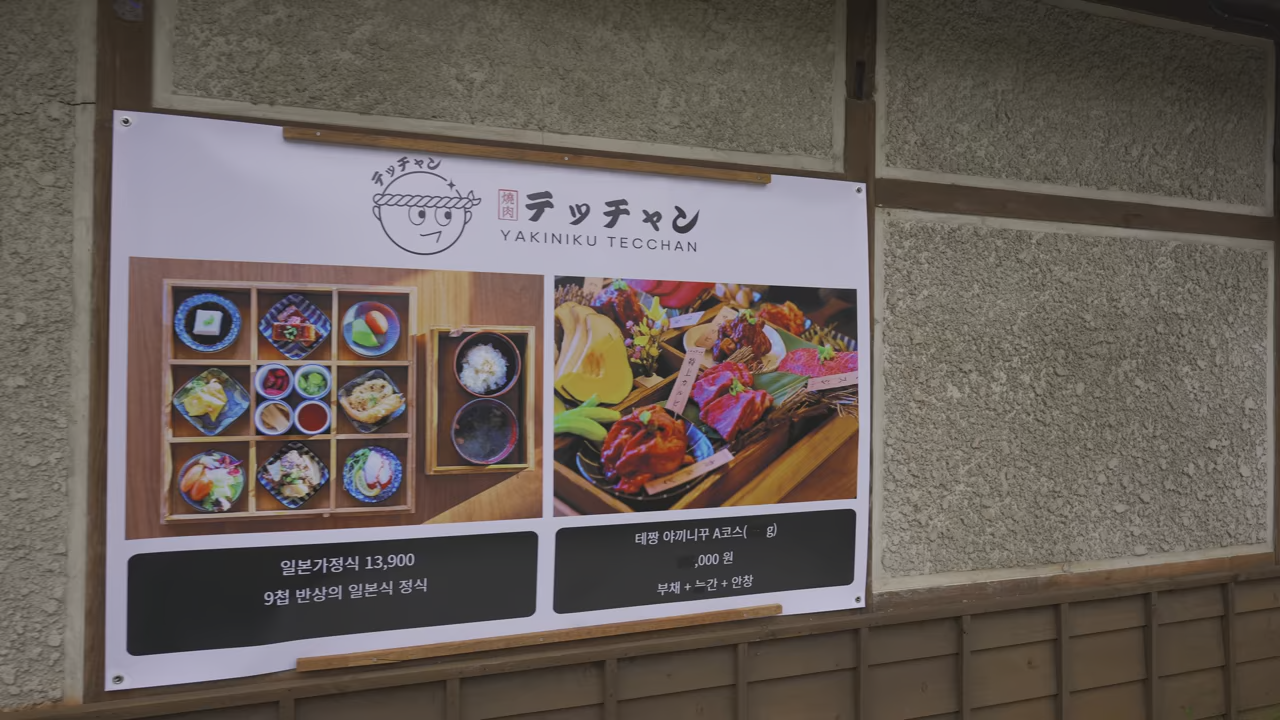 テッチャン
燒肉
テッチャン
YAKINIKU TECCHAN
일본가정식 13,900
9첩 반상의 일본식 정식
테짱 야끼니꾸 A코스( g)
,000 원
부채 + 간 + 안창